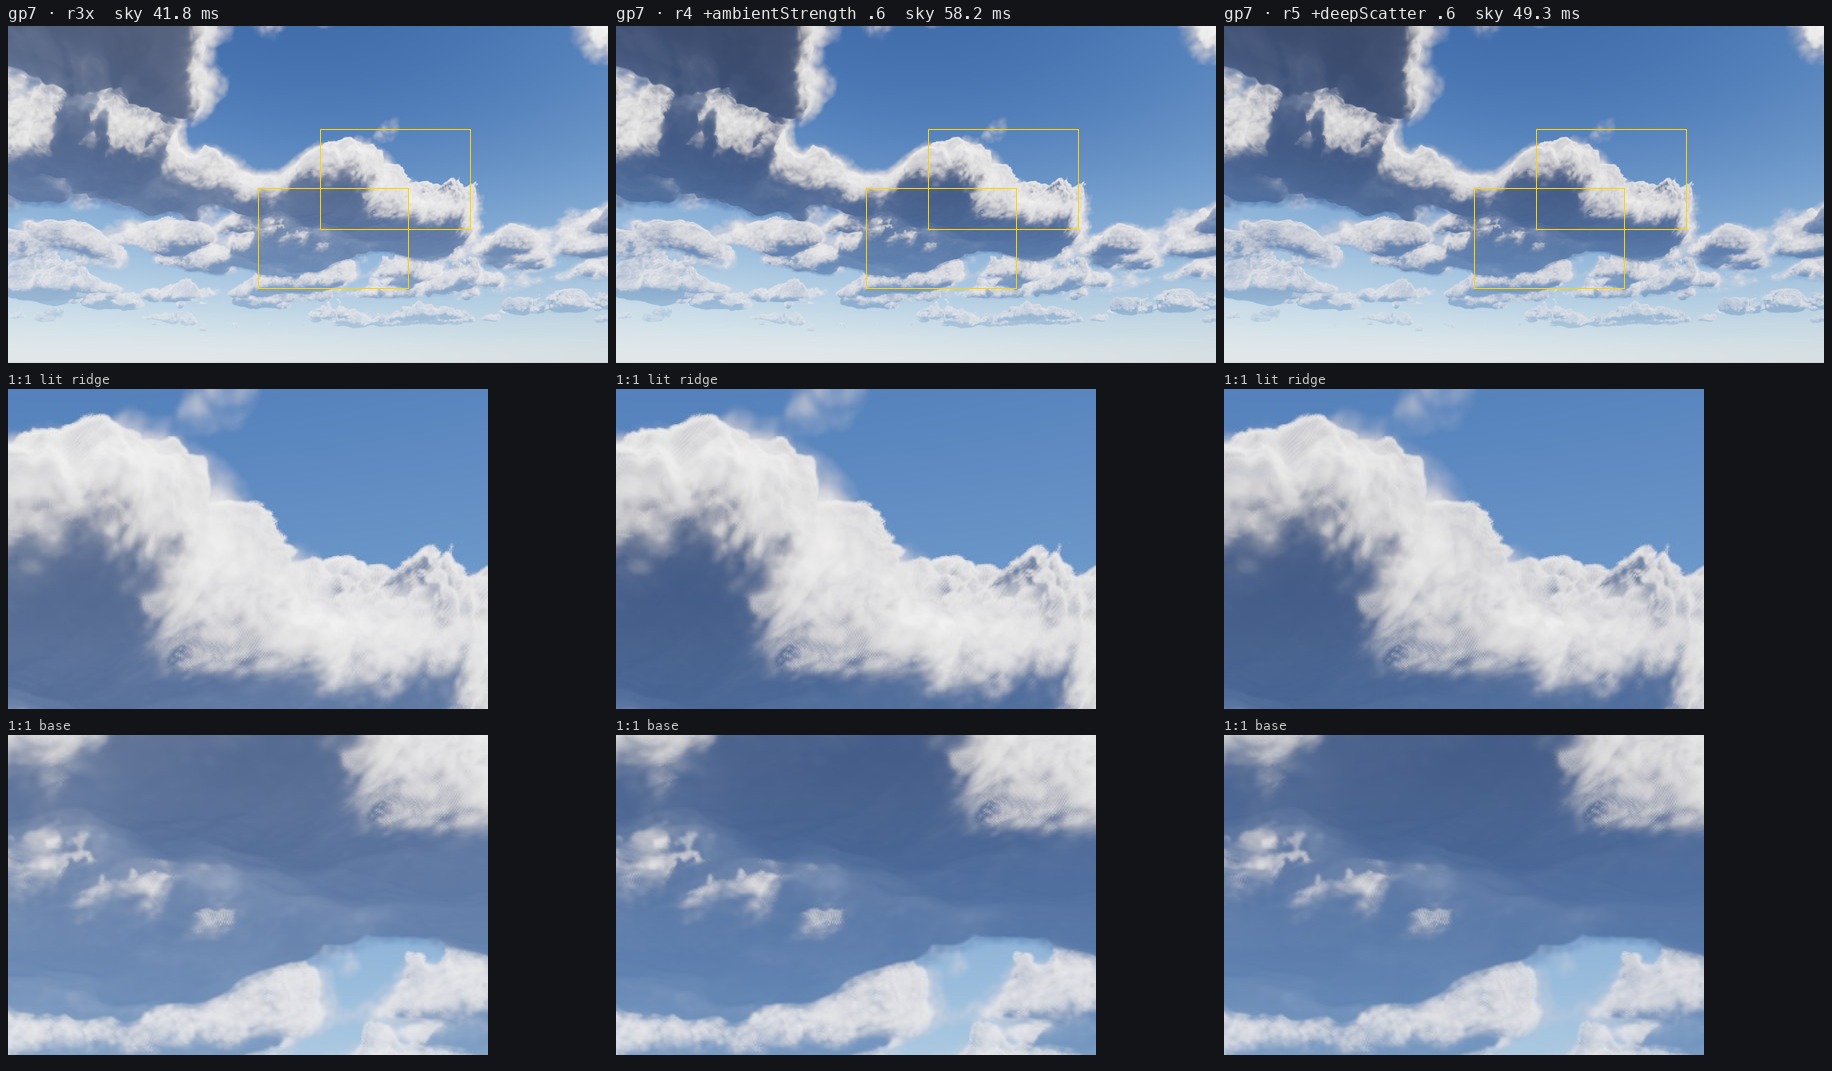 gp7 · r3x  sky 41.8 ms
gp7 · r4 +ambientStrength .6  sky 58.2 ms
gp7 · r5 +deepScatter .6  sky 49.3 ms
1:1 lit ridge
1:1 lit ridge
1:1 lit ridge
1:1 base
1:1 base
1:1 base